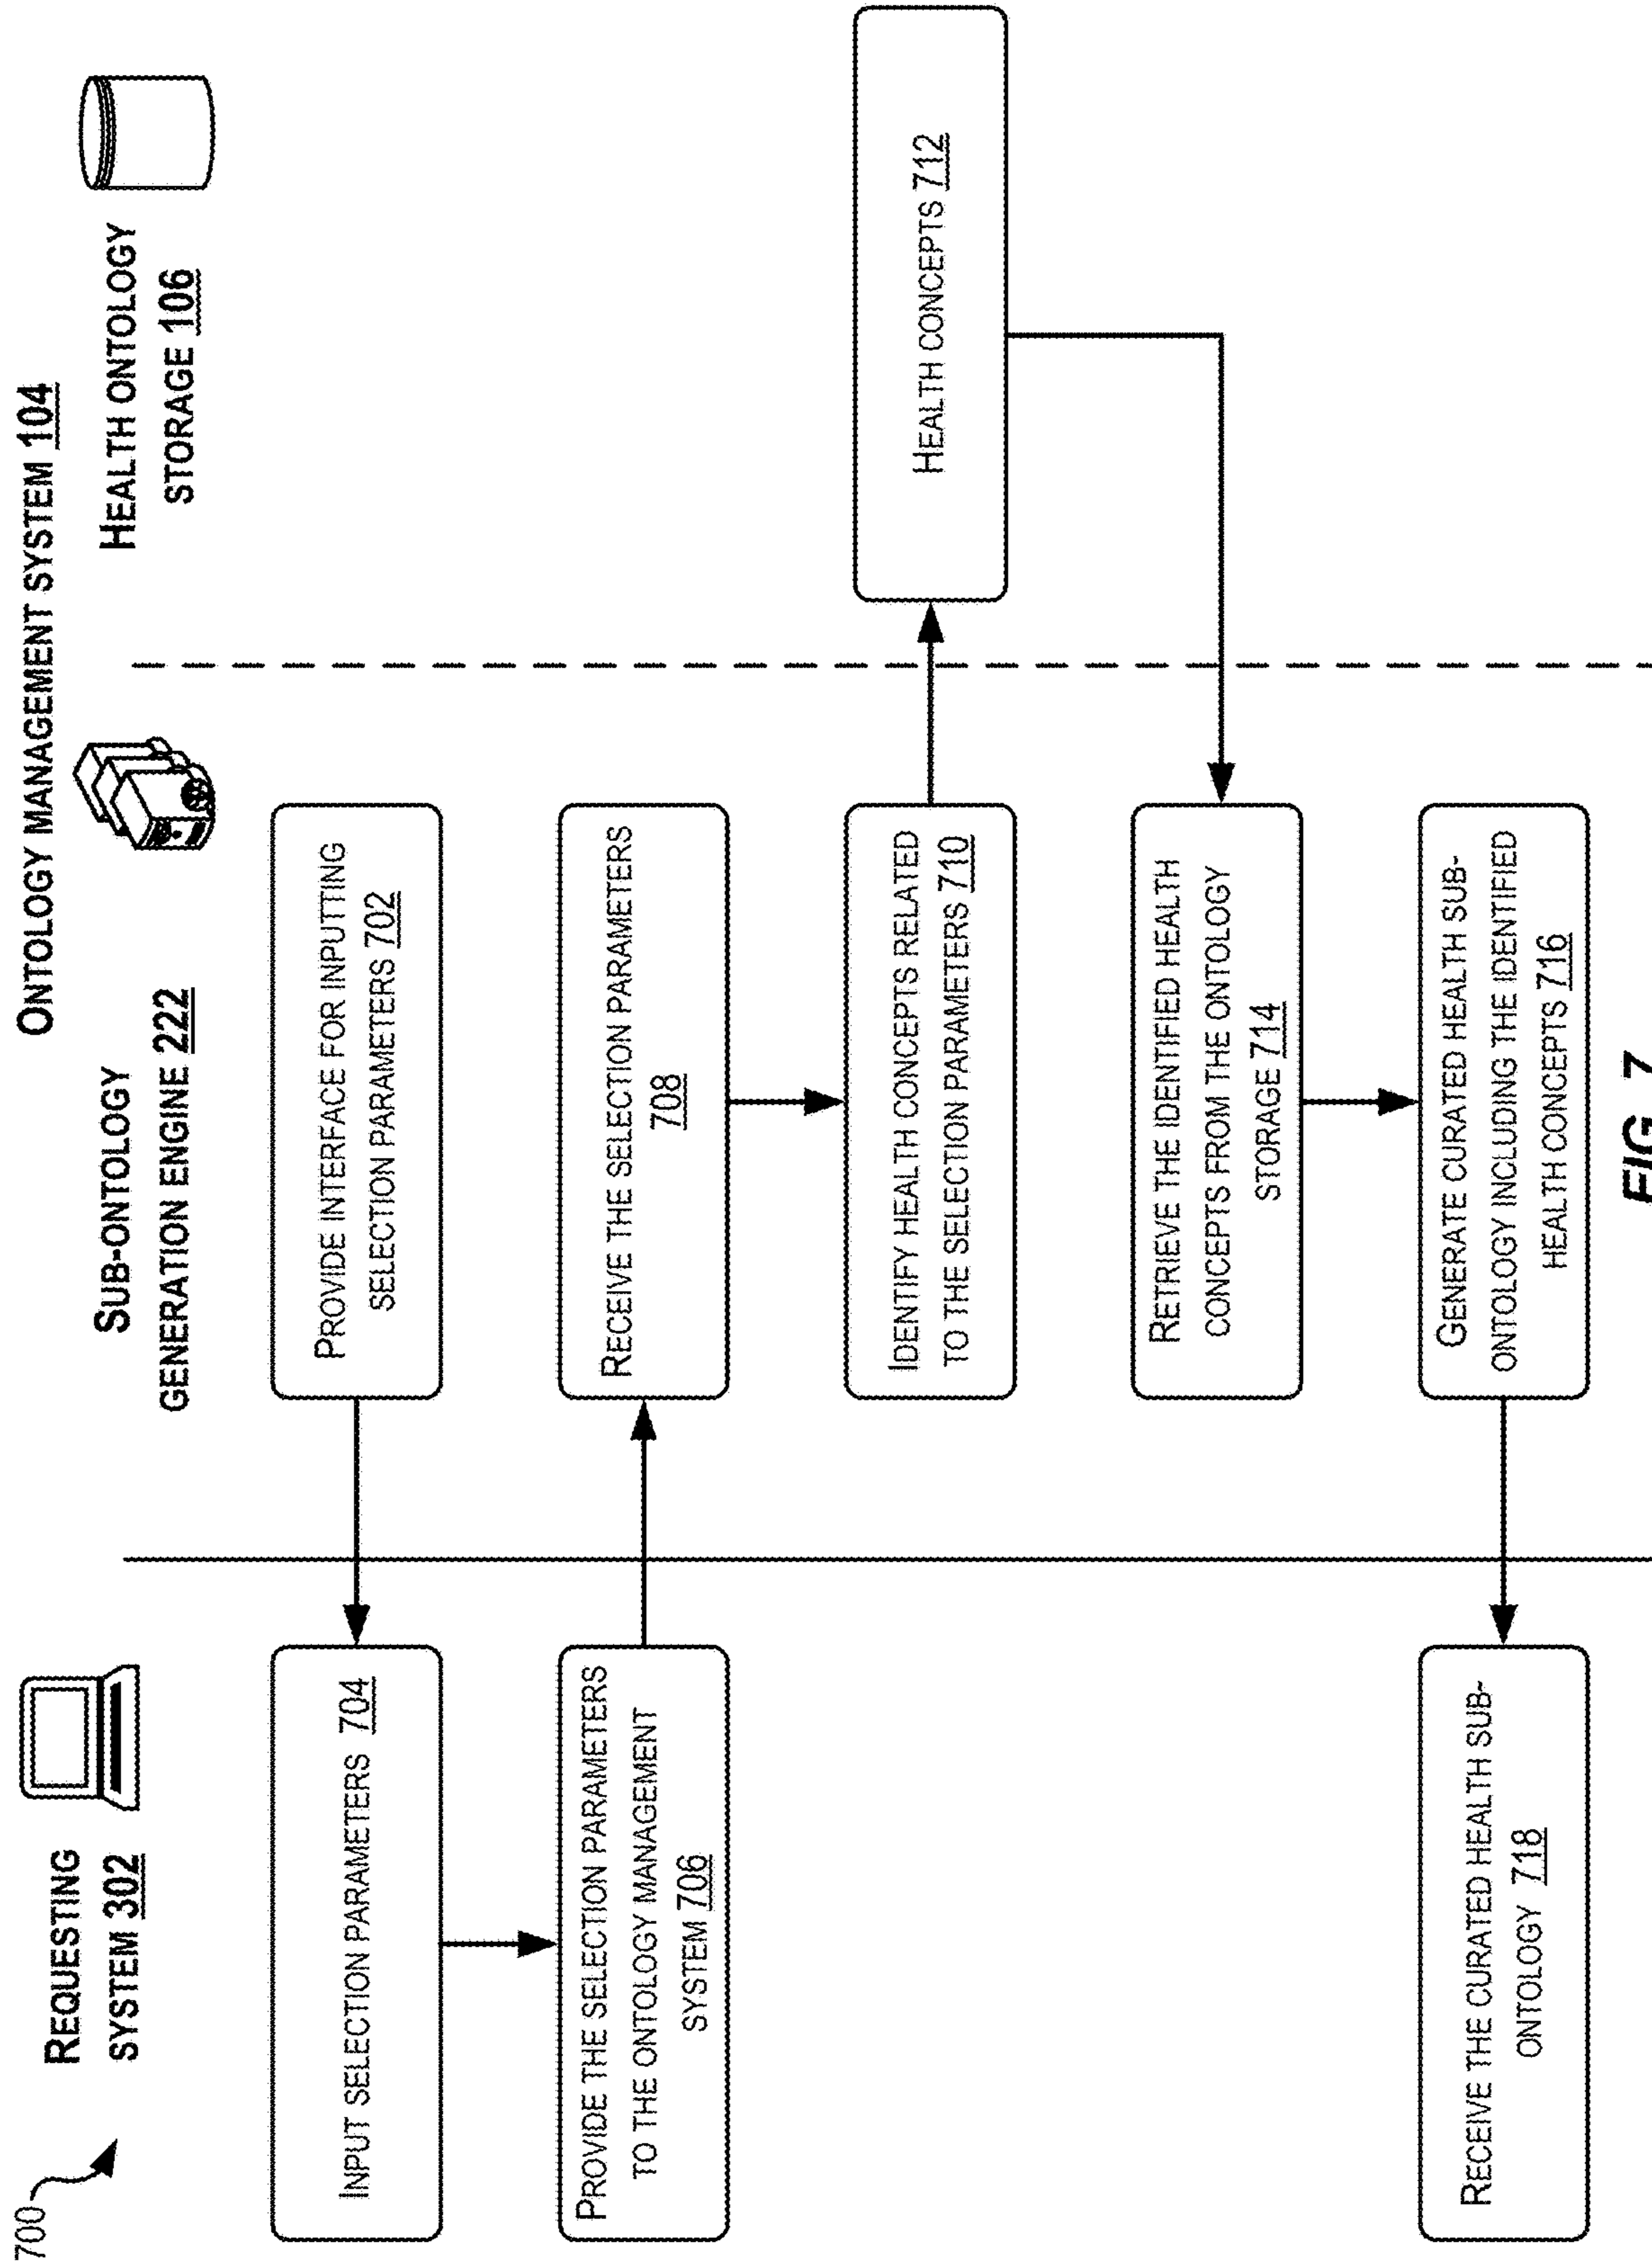 700
REQUESTING
SYSTEM 302
ONTOLOGY MANAGEMENT SYSTEM 104
SUB-ONTOLOGY
GENERATION ENGINE 222
HEALTH ONTOLOGY
STORAGE 106
INPUT SELECTION PARAMETERS 704
PROVIDE INTERFACE FOR INPUTTING
SELECTION PARAMETERS 702
PROVIDE THE SELECTION PARAMETERS
TO THE ONTOLOGY MANAGEMENT
SYSTEM 706
RECEIVE THE SELECTION PARAMETERS
708
IDENTIFY HEALTH CONCEPTS RELATED
TO THE SELECTION PARAMETERS 710
HEALTH CONCEPTS 712
RETRIEVE THE IDENTIFIED HEALTH
CONCEPTS FROM THE ONTOLOGY
STORAGE 714
RECEIVE THE CURATED HEALTH SUB-
ONTOLOGY 718
GENERATE CURATED HEALTH SUB-
ONTOLOGY INCLUDING THE IDENTIFIED
HEALTH CONCEPTS 716
FIG. 7